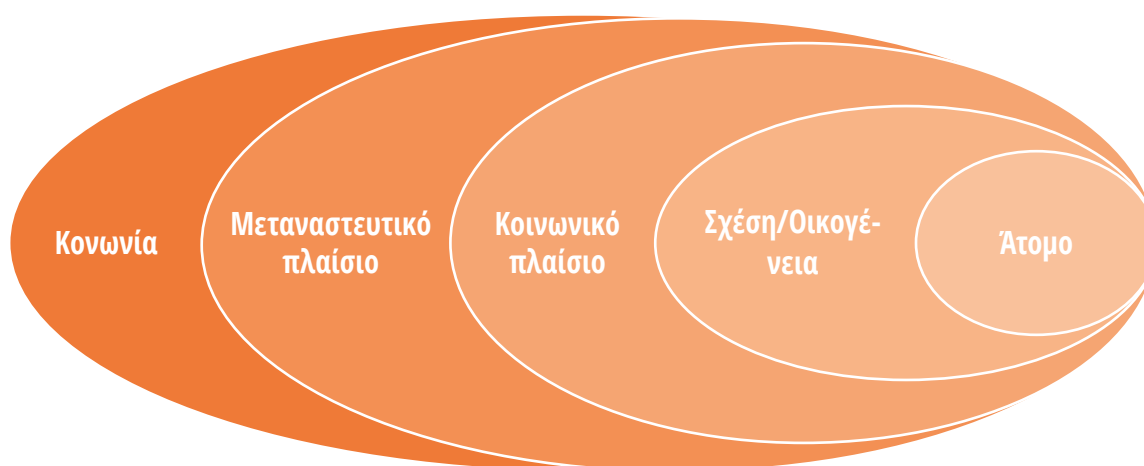 Κονωνία
Μεταναστευτικό
πλαίσιο
Κοινωνικό
πλαίσιο
Σχέση/Οικογέ-
νεια
Άτομο